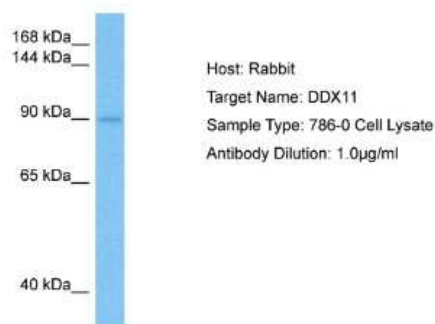 168 kDa
144 kDa
90 kDa
65 kDa
40 kDa
Host: Rabbit
Target Name: DDX11
Sample Type: 786-0 Cell Lysate
Antibody Dilution: 1.0µg/ml